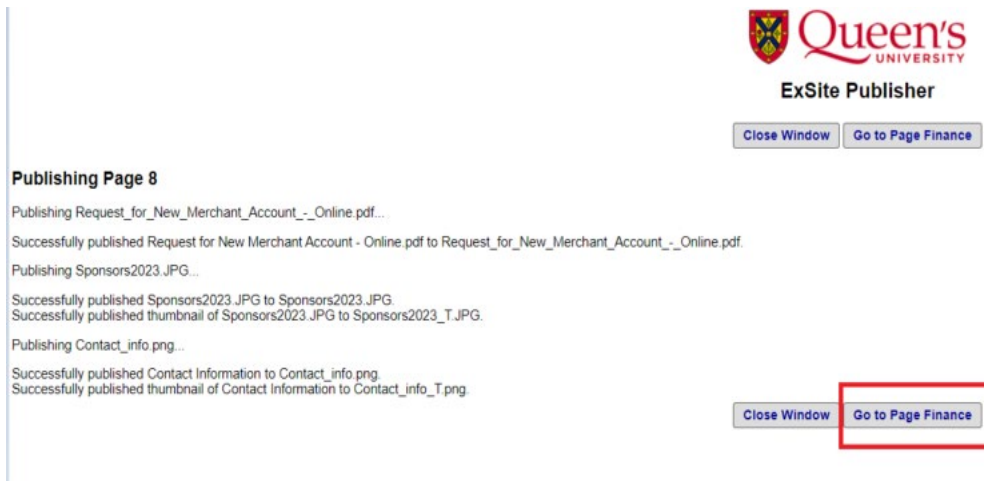 Queen's
UNIVERSITY
ExSite Publisher
Close Window Go to Page Finance
Publishing Page 8
Publishing Request_for_New_Merchant_Account_-_Online.pdf...
Successfully published Request for New Merchant Account - Online.pdf to Request_for_New_Merchant_Account_-_Online.pdf.
Publishing Sponsors2023.JPG...
Successfully published Sponsors2023.JPG to Sponsors2023.JPG.
Successfully published thumbnail of Sponsors2023.JPG to Sponsors2023_T.JPG.
Publishing Contact_info.png...
Successfully published Contact Information to Contact_info.png.
Successfully published thumbnail of Contact Information to Contact_info_T.png.
Close Window Go to Page Finance